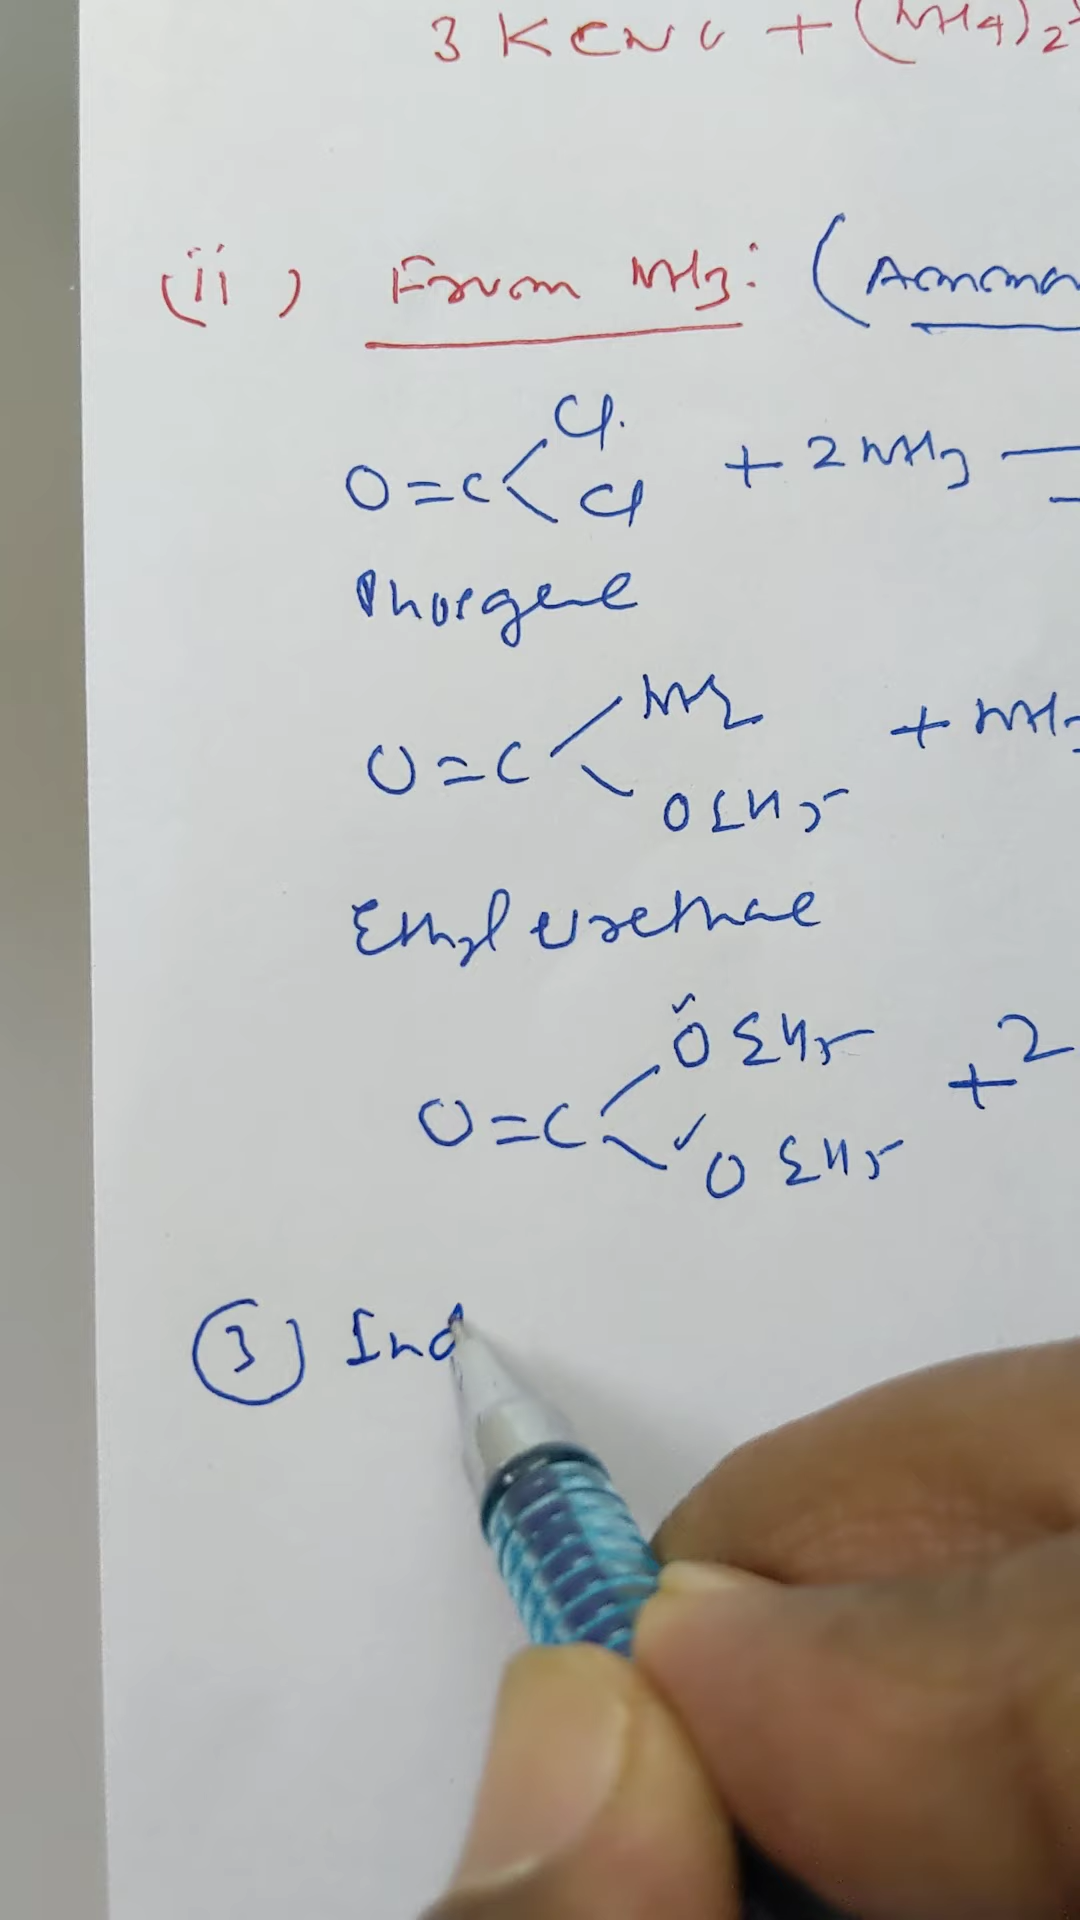 3 KCNO + (NH4)2
(ii) From NH3: (Ammon
O=C Cl Cl + 2NH3
Phosgene
O=C NH2 OC2H5 + NH3
Ethyl urethane
O=C OC2H5 OC2H5 + 2
3) Ind